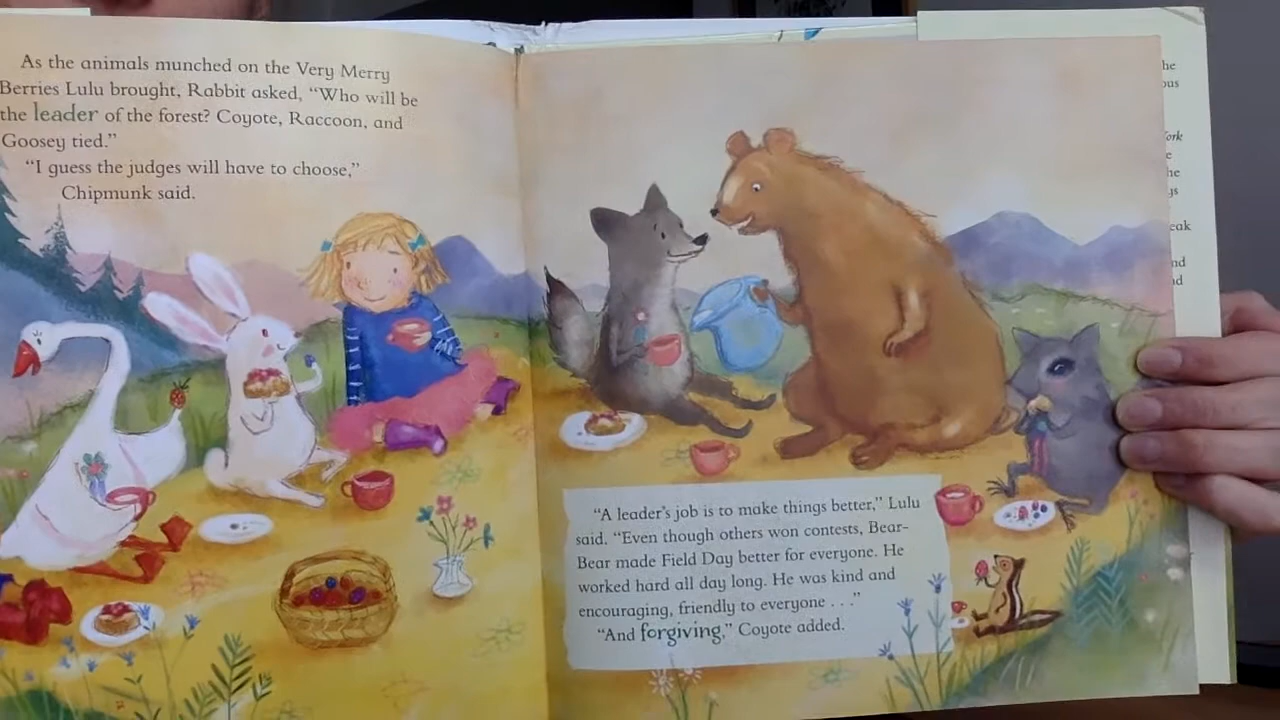 As the animals munched on the Very Merry
Berries Lulu brought, Rabbit asked, “Who will be
the leader of the forest? Coyote, Raccoon, and
Goosey tied.”
“I guess the judges will have to choose,”
Chipmunk said.
“A leader’s job is to make things better,” Lulu
said. “Even though others won contests, Bear-
Bear made Field Day better for everyone. He
worked hard all day long. He was kind and
encouraging, friendly to everyone . . .”
“And forgiving,” Coyote added.